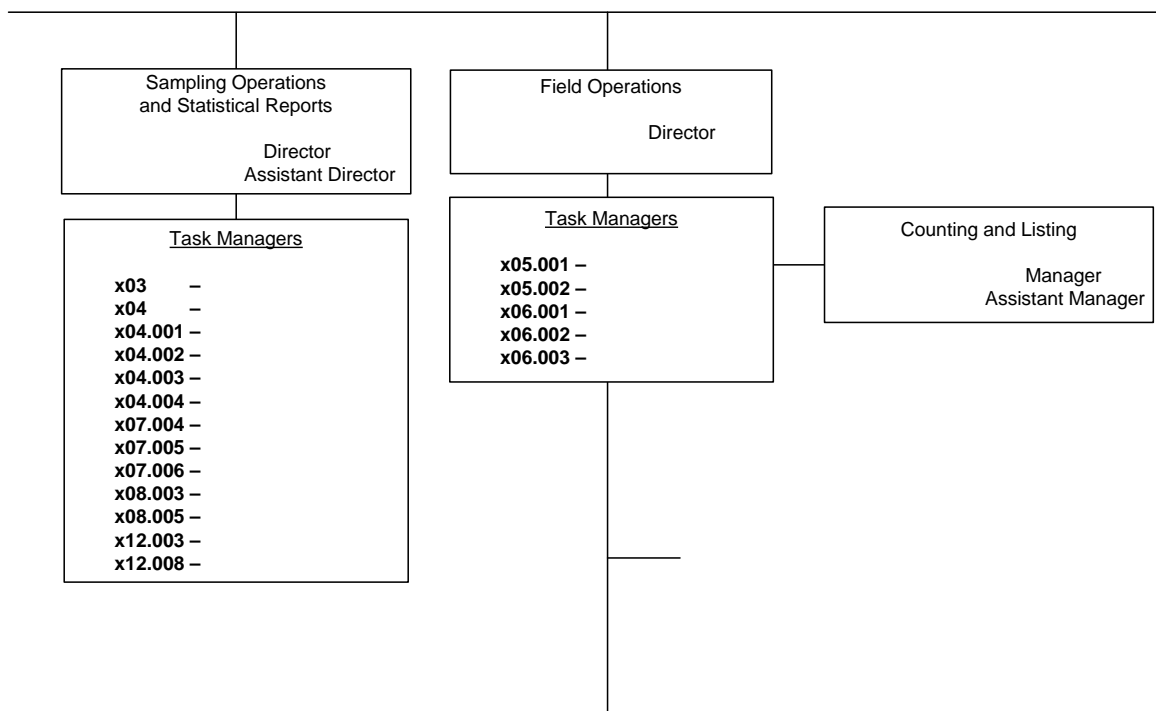 Sampling Operations
and Statistical Reports
Director
Assistant Director
Task Managers
x03 –
x04 –
x04.001 –
x04.002 –
x04.003 –
x04.004 –
x07.004 –
x07.005 –
x07.006 –
x08.003 –
x08.005 –
x12.003 –
x12.008 –
Field Operations
Director
Task Managers
x05.001 –
x05.002 –
x06.001 –
x06.002 –
x06.003 –
Counting and Listing
Manager
Assistant Manager